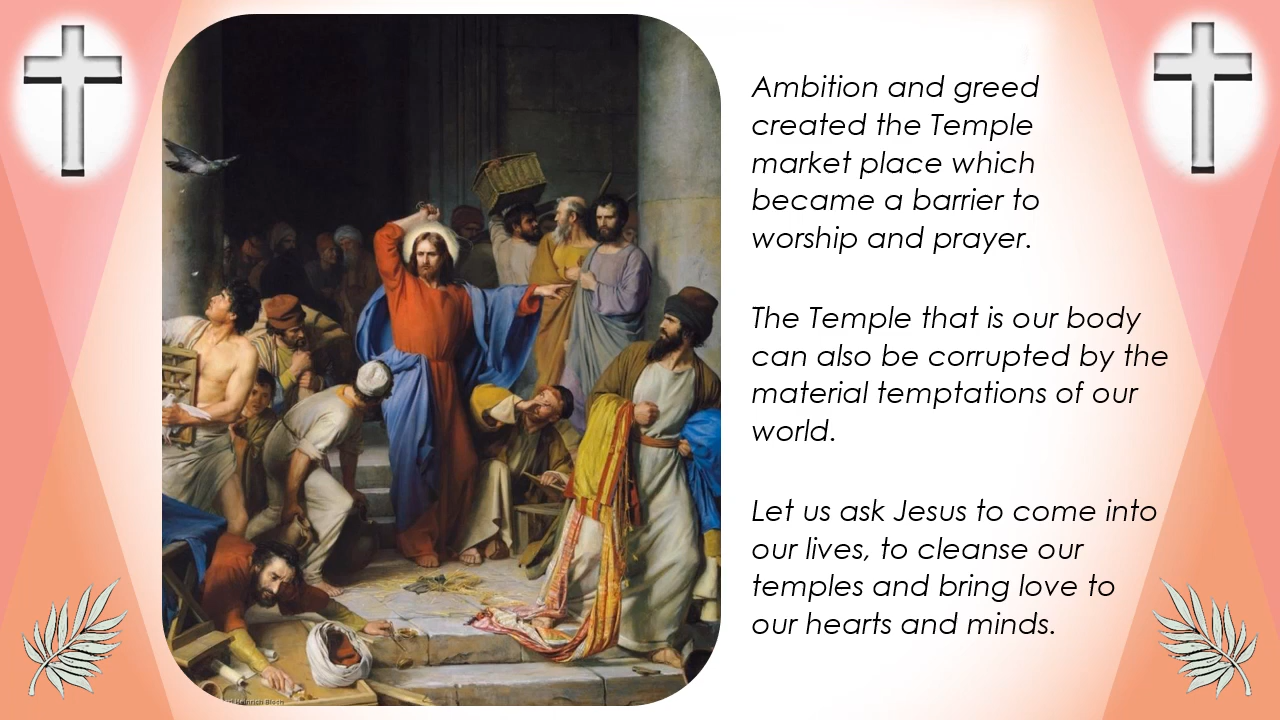 Ambition and greed
created the Temple
market place which
became a barrier to
worship and prayer.
The Temple that is our body
can also be corrupted by the
material temptations of our
world.
Let us ask Jesus to come into
our lives, to cleanse our
temples and bring love to
our hearts and minds.
Heinrich Bloch